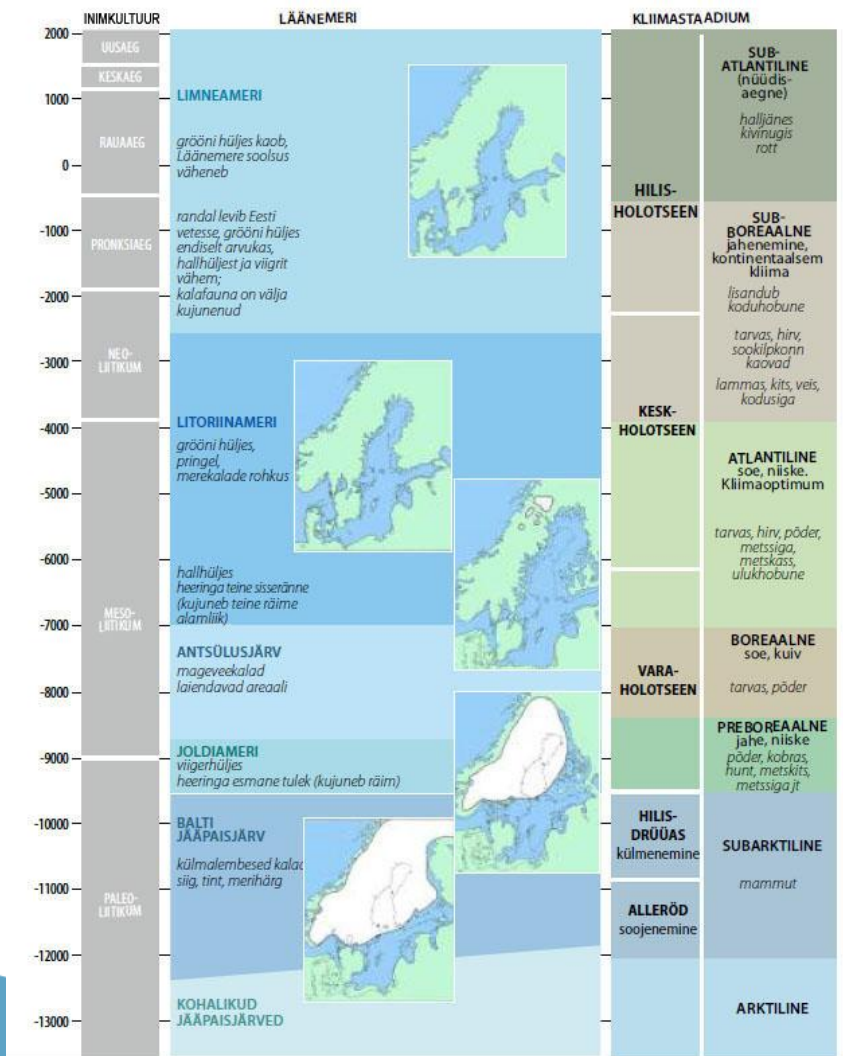 INIMKULTUUR
LÄÄNEMERI
KLIIMASTAADIUM
2000
1000
0
-1000
-2000
-3000
-4000
-5000
-6000
-7000
-8000
-9000
-10000
-11000
-12000
-13000
UUSAEG
KESKAEG
RAUAAEG
PRONKSIAEG
NEO-
LIITIKUM
MESO-
LIITIKUM
PALEO-
LIITIKUM
LIMNEAMERI
grööni hüljes kaob,
Läänemere soolsus
väheneb
randal levib Eesti
vetesse, grööni hüljes
endiselt arvukas,
hallhüljest ja viigrit
vähem;
kalafauna on välja
kujunenud
LITORIINAMERI
grööni hüljes,
pringel,
merekalade rohkus
hallhüljes
heeringa teine sisseränne
(kujuneb teine räime
alamliik)
ANTSÜLUSJÄRV
mageveekalad
laiendavad areaali
JOLDIAMERI
viigerhüljes
heeringa esmane tulek (kujuneb räim)
BALTI
JÄÄPAISJÄRV
külmalembesed kalad
siig, tint, merihärg
KOHALIKUD
JÄÄPAISJÄRVED
HILIS-
HOLOTSEEN
KESK-
HOLOTSEEN
VARA-
HOLOTSEEN
HILIS-
DRÜÜAS
külmenemine
ALLERÖD
soojenemine
SUB-
ATLANTILINE
(nüüdis-
aegne)
halljänes
kivinugis
rott
SUB-
BOREAALNE
jahenemine,
kontinentaalsem
kliima
lisandub
koduhobune
tarvas, hirv,
sookilpkonn
kaovad
lammas, kits, veis,
kodusiga
ATLANTILINE
soe, niiske.
Kliimaoptimum
tarvas, hirv, põder,
metssiga,
metskass,
ulukhobune
BOREAALNE
soe, kuiv
tarvas, põder
PREBOREAALNE
jahe, niiske
põder, kobras,
hunt, metskits,
metssiga jt
SUBARKTILINE
mammut
ARKTILINE